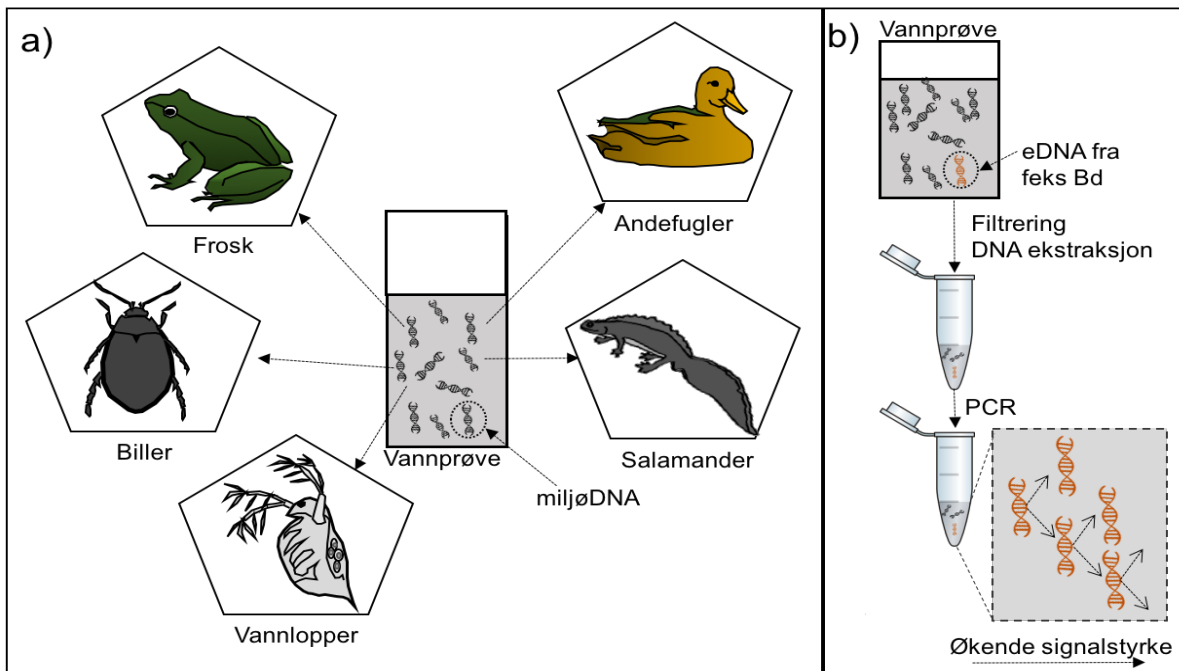 a)
Frosk
Andefugler
Biller
Salamander
Vannprøve
miljøDNA
Vannlopper
b)
Vannprøve
eDNA fra
feks Bd
Filtrering
DNA ekstraksjon
PCR
Økende signalstyrke